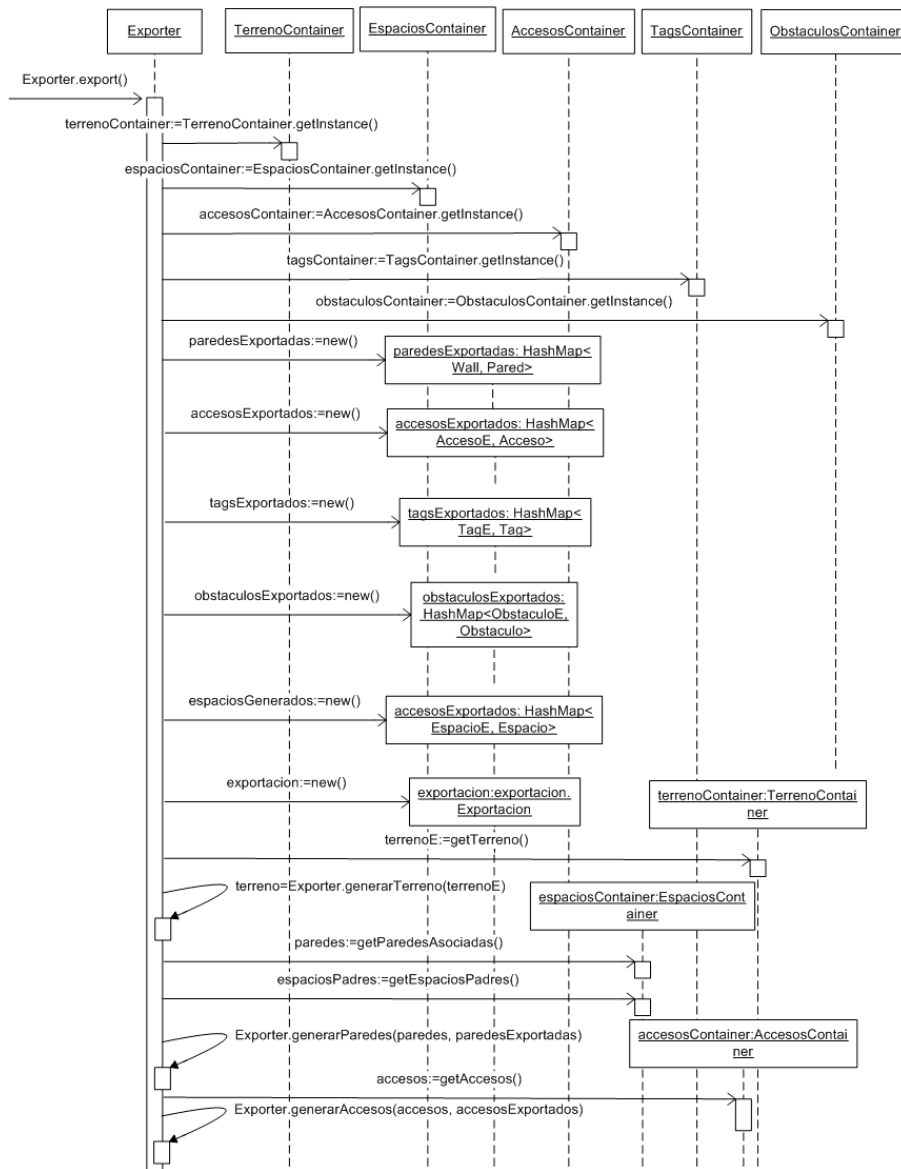 Exporter
TerrenoContainer
EspaciosContainer
AccesosContainer
TagsContainer
ObstaculosContainer
Exporter.export()
terrenoContainer:=TerrenoContainer.getInstance()
espaciosContainer:=EspaciosContainer.getInstance()
accesosContainer:=AccesosContainer.getInstance()
tagsContainer:=TagsContainer.getInstance()
obstaculosContainer:=ObstaculosContainer.getInstance()
paredesExportadas:=new()
paredesExportadas: HashMap<
Wall, Pared>
accesosExportados:=new()
accesosExportados: HashMap<
AccesoE, Acceso>
tagsExportados:=new()
tagsExportados: HashMap<
TagE, Tag>
obstaculosExportados:=new()
obstaculosExportados:
HashMap<ObstaculoE,
Obstaculo>
espaciosGenerados:=new()
accesosExportados: HashMap<
EspacioE, Espacio>
exportacion:=new()
exportacion:exportacion.
Exportacion
terrenoContainer:TerrenoContai
ner
terrenoE:=getTerreno()
terreno=Exporter.generarTerreno(terrenoE)
espaciosContainer:EspaciosCont
ainer
paredes:=getParedesAsociadas()
espaciosPadres:=getEspaciosPadres()
Exporter.generarParedes(paredes, paredesExportadas)
accesosContainer:AccesosContai
ner
accesos:=getAccesos()
Exporter.generarAccesos(accesos, accesosExportados)